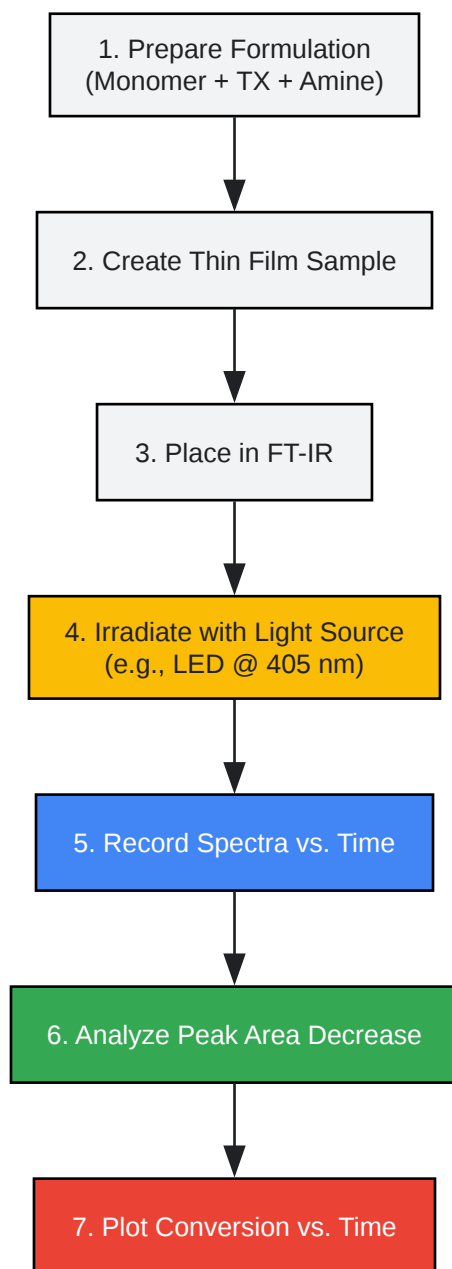 1. Prepare Formulation
(Monomer + TX + Amine)
2. Create Thin Film Sample
3. Place in FT-IR
4. Irradiate with Light Source
(e.g., LED @ 405 nm)
5. Record Spectra vs. Time
6. Analyze Peak Area Decrease
7. Plot Conversion vs. Time